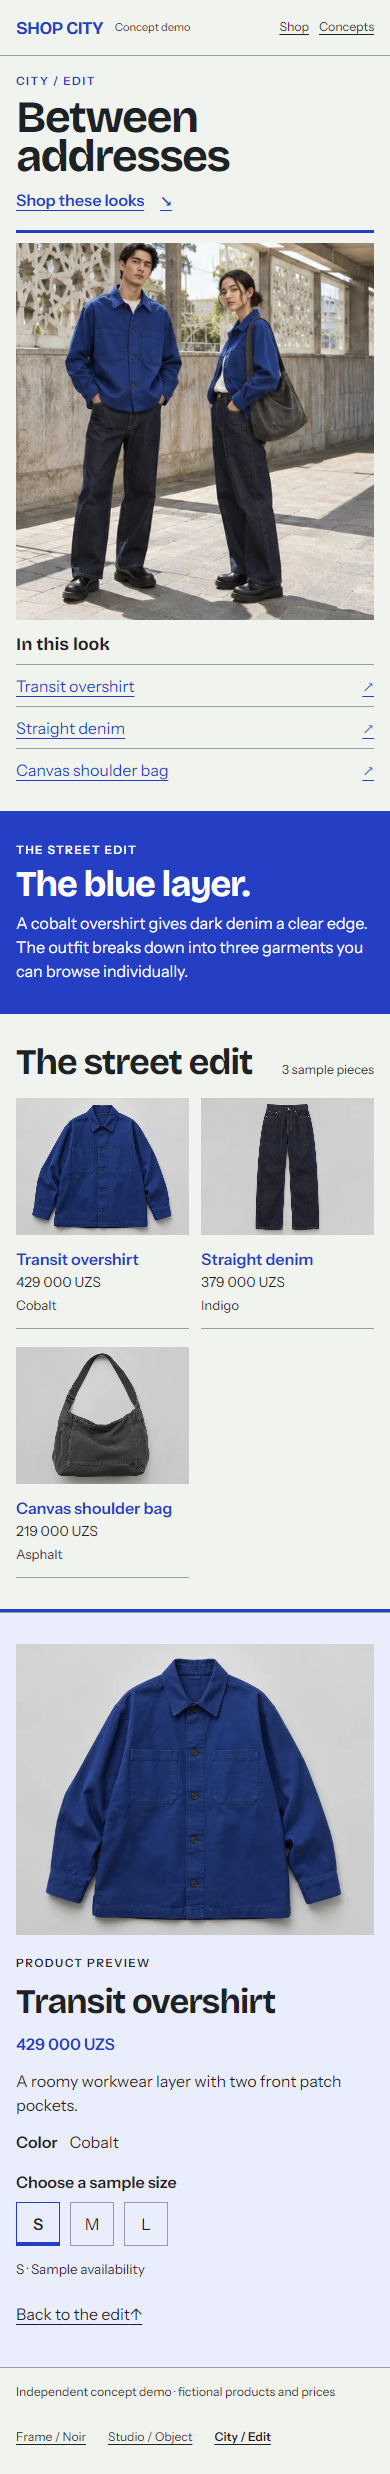 SHOP CITY Concept demo Shop Concepts
CITY / EDIT
Between
addresses
Shop these looks ↘
In this look
Transit overshirt ↗
Straight denim ↗
Canvas shoulder bag ↗
THE STREET EDIT
The blue layer.
A cobalt overshirt gives dark denim a clear edge.
The outfit breaks down into three garments you
can browse individually.
The street edit 3 sample pieces
Transit overshirt
429 000 UZS
Cobalt
Straight denim
379 000 UZS
Indigo
Canvas shoulder bag
219 000 UZS
Asphalt
PRODUCT PREVIEW
Transit overshirt
429 000 UZS
A roomy workwear layer with two front patch
pockets.
Color Cobalt
Choose a sample size
S M L
S · Sample availability
Back to the edit↑
Independent concept demo · fictional products and prices
Frame / Noir Studio / Object City / Edit